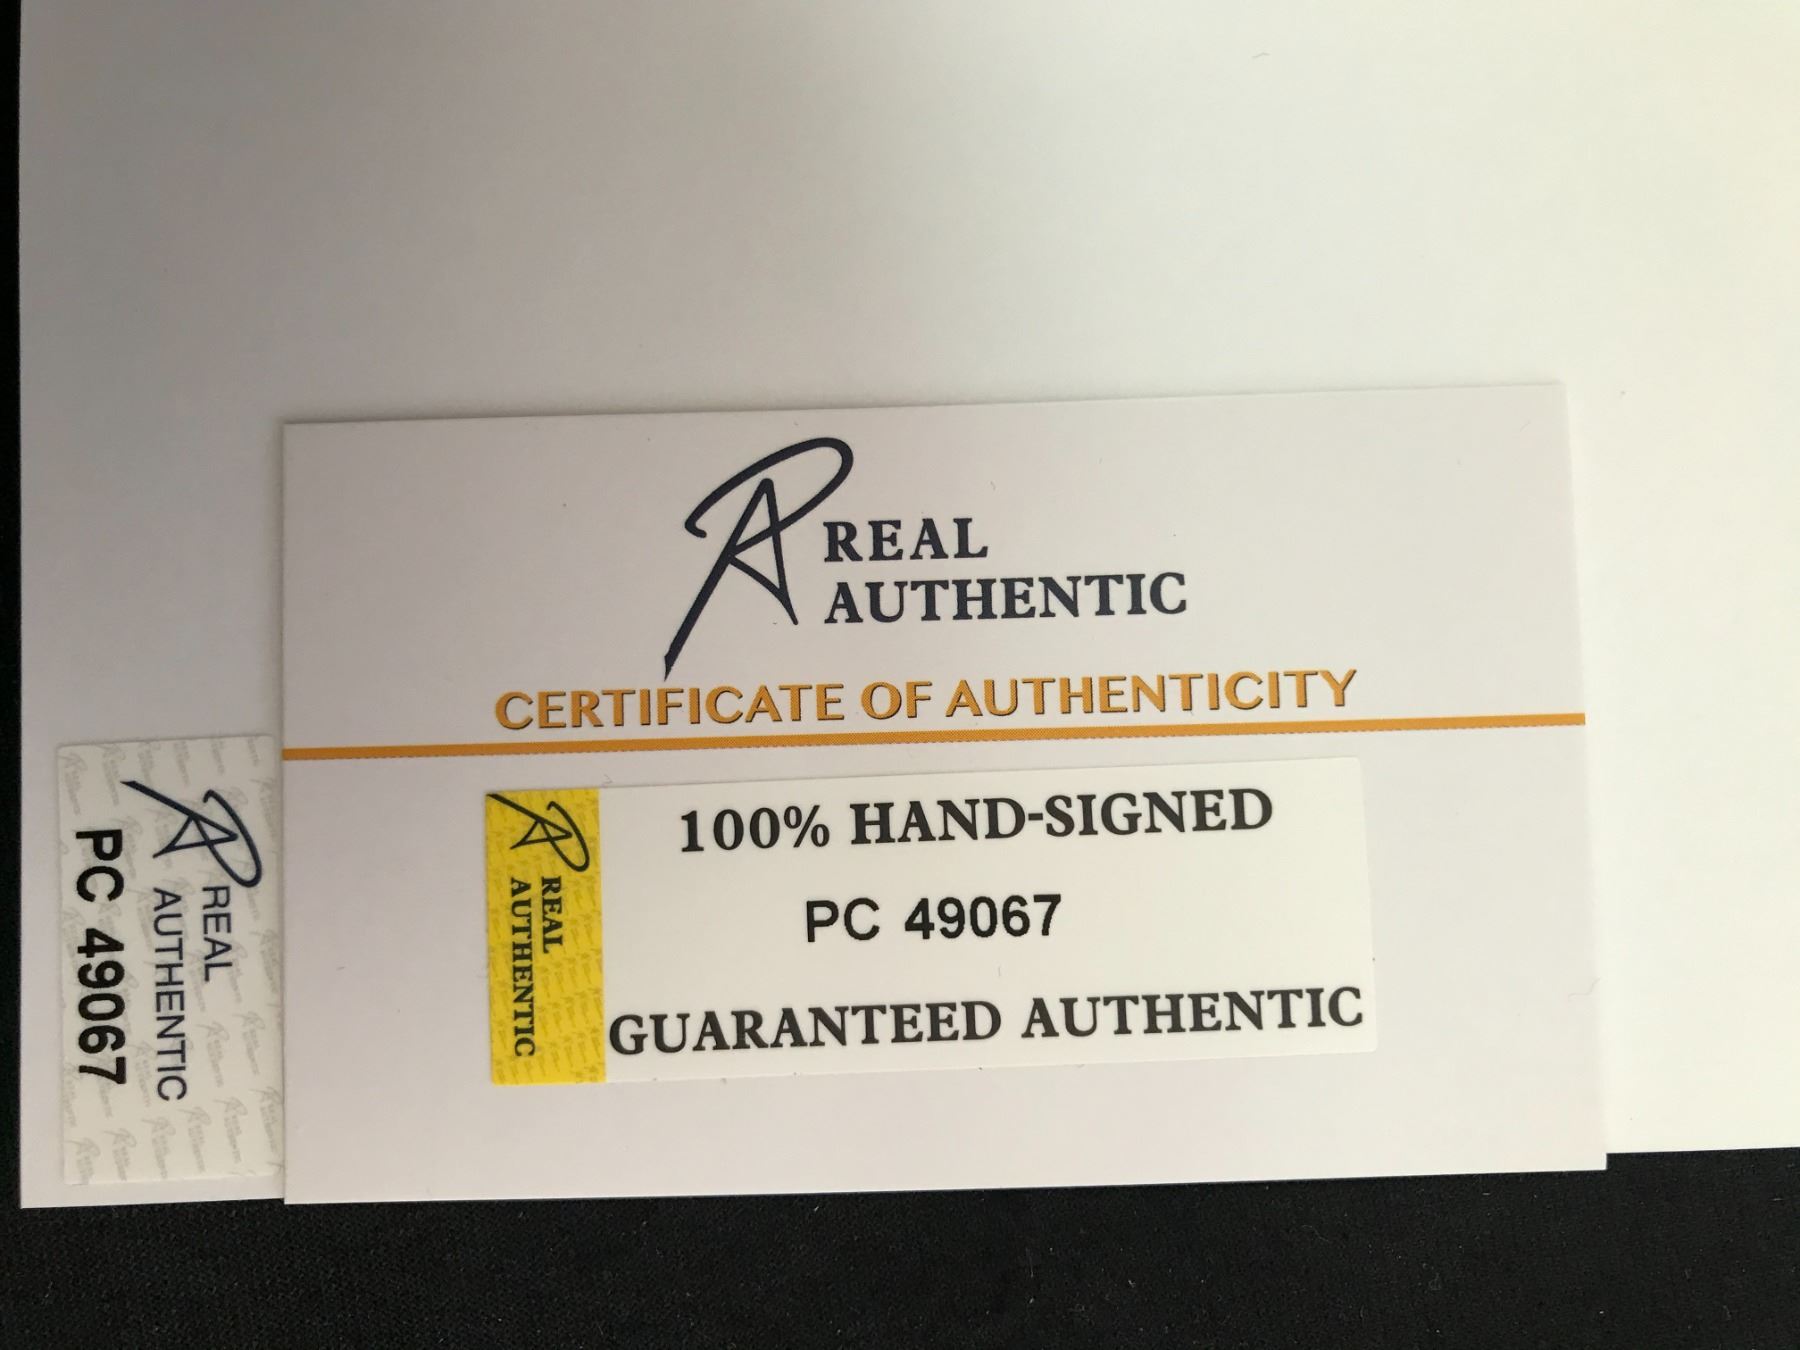 REAL
AUTHENTIC
CERTIFICATE OF AUTHENTICITY
REAL
AUTHENTIC
100% HAND-SIGNED
PC 49067
GUARANTEED AUTHENTIC
REAL
AUTHENTIC
PC 49067